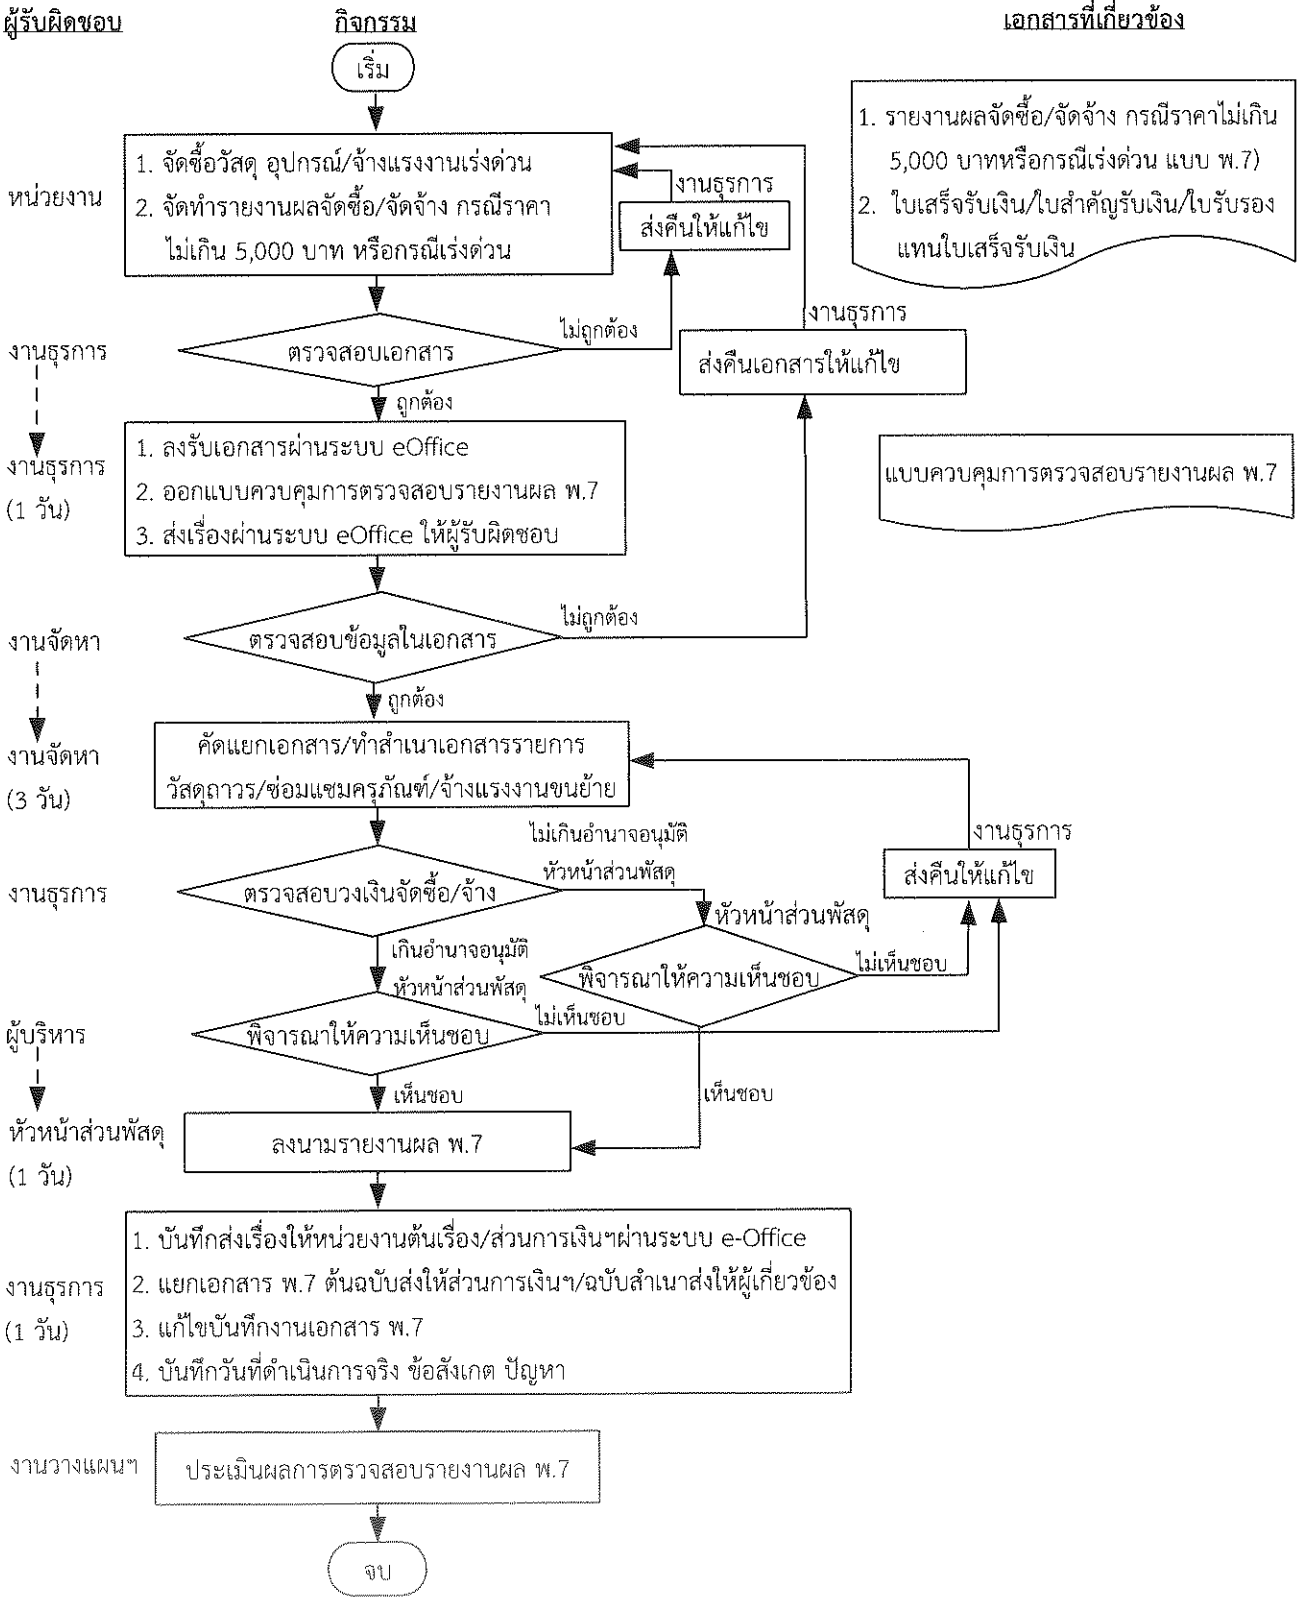 ผู้รับผิดชอบ
กิจกรรม
เอกสารที่เกี่ยวข้อง
เริ่ม
1. รายงานผลจัดซื้อ/จัดจ้าง กรณีราคาไม่เกิน
5,000 บาทหรือกรณีเร่งด่วน แบบ พ.7)
2. ใบเสร็จรับเงิน/ใบสำคัญรับเงิน/ใบรับรอง
แทนใบเสร็จรับเงิน
หน่วยงาน
1. จัดซื้อวัสดุ อุปกรณ์/จ้างแรงงานเร่งด่วน
2. จัดทำรายงานผลจัดซื้อ/จัดจ้าง กรณีราคา
ไม่เกิน 5,000 บาท หรือกรณีเร่งด่วน
งานธุรการ
ส่งคืนให้แก้ไข
งานธุรการ
ส่งคืนเอกสารให้แก้ไข
งานธุรการ
ตรวจสอบเอกสาร
ไม่ถูกต้อง
ถูกต้อง
งานธุรการ
(1 วัน)
1. ลงรับเอกสารผ่านระบบ eOffice
2. ออกแบบควบคุมการตรวจสอบรายงานผล พ.7
3. ส่งเรื่องผ่านระบบ eOffice ให้ผู้รับผิดชอบ
แบบควบคุมการตรวจสอบรายงานผล พ.7
งานจัดหา
ตรวจสอบข้อมูลในเอกสาร
ไม่ถูกต้อง
ถูกต้อง
งานจัดหา
(3 วัน)
คัดแยกเอกสาร/ทำสำเนาเอกสารรายการ
วัสดุถาวร/ซ่อมแซมครุภัณฑ์/จ้างแรงงานขนย้าย
งานธุรการ
ส่งคืนให้แก้ไข
งานธุรการ
ตรวจสอบวงเงินจัดซื้อ/จ้าง
ไม่เกินอำนาจอนุมัติ
หัวหน้าส่วนพัสดุ
หัวหน้าส่วนพัสดุ
พิจารณาให้ความเห็นชอบ
ไม่เห็นชอบ
เกินอำนาจอนุมัติ
หัวหน้าส่วนพัสดุ
ผู้บริหาร
พิจารณาให้ความเห็นชอบ
ไม่เห็นชอบ
เห็นชอบ
เห็นชอบ
หัวหน้าส่วนพัสดุ
(1 วัน)
ลงนามรายงานผล พ.7
งานธุรการ
(1 วัน)
1. บันทึกส่งเรื่องให้หน่วยงานต้นเรื่อง/ส่วนการเงินฯผ่านระบบ e-Office
2. แยกเอกสาร พ.7 ต้นฉบับส่งให้ส่วนการเงินฯ/ฉบับสำเนาส่งให้ผู้เกี่ยวข้อง
3. แก้ไขบันทึกงานเอกสาร พ.7
4. บันทึกวันที่ดำเนินการจริง ข้อสังเกต ปัญหา
งานวางแผนฯ
ประเมินผลการตรวจสอบรายงานผล พ.7
จบ